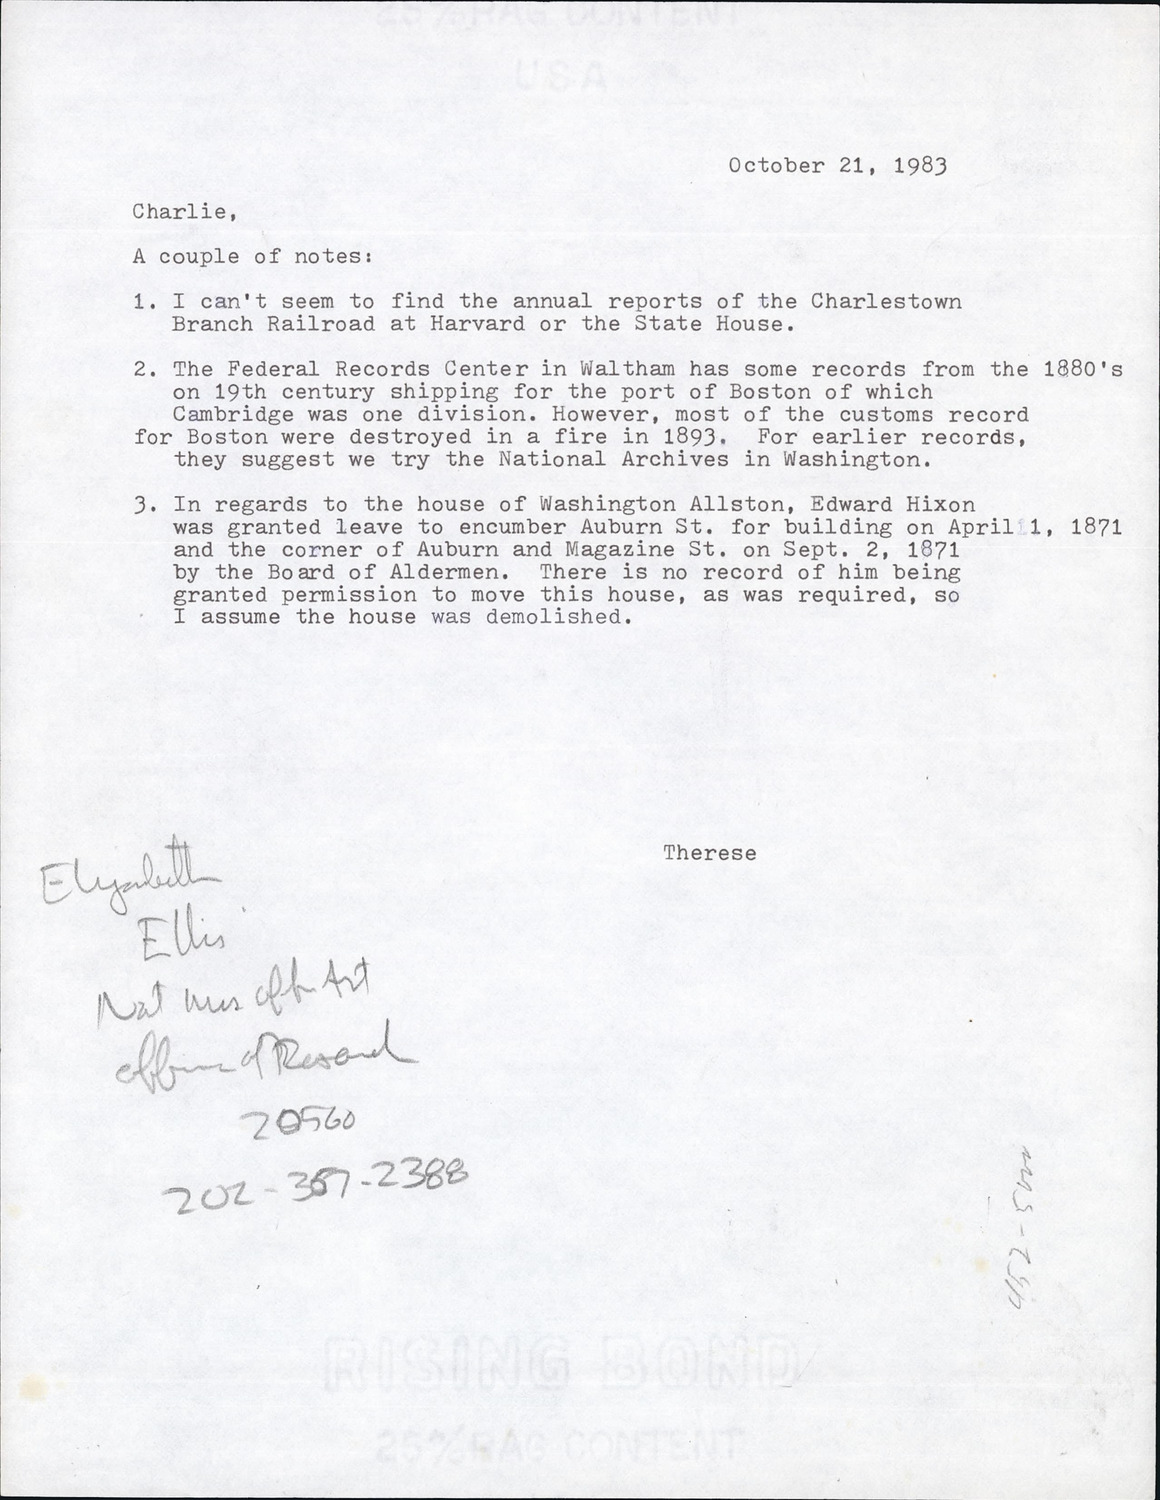 25% RAG CONTENT
USA
October 21, 1983
Charlie,
A couple of notes:
1. I can't seem to find the annual reports of the Charlestown
Branch Railroad at Harvard or the State House.
2. The Federal Records Center in Waltham has some records from the 1880's
on 19th century shipping for the port of Boston of which
Cambridge was one division. However, most of the customs record
for Boston were destroyed in a fire in 1893. For earlier records,
they suggest we try the National Archives in Washington.
3. In regards to the house of Washington Allston, Edward Hixon
was granted leave to encumber Auburn St. for building on April 1, 1871
and the corner of Auburn and Magazine St. on Sept. 2, 1871
by the Board of Aldermen. There is no record of him being
granted permission to move this house, as was required, so
I assume the house was demolished.
Therese
Elizabeth
Ellis
Nat Mus of Art
Office of Research
20560
202-357-2388
RISING BOND
25% RAG CONTENT